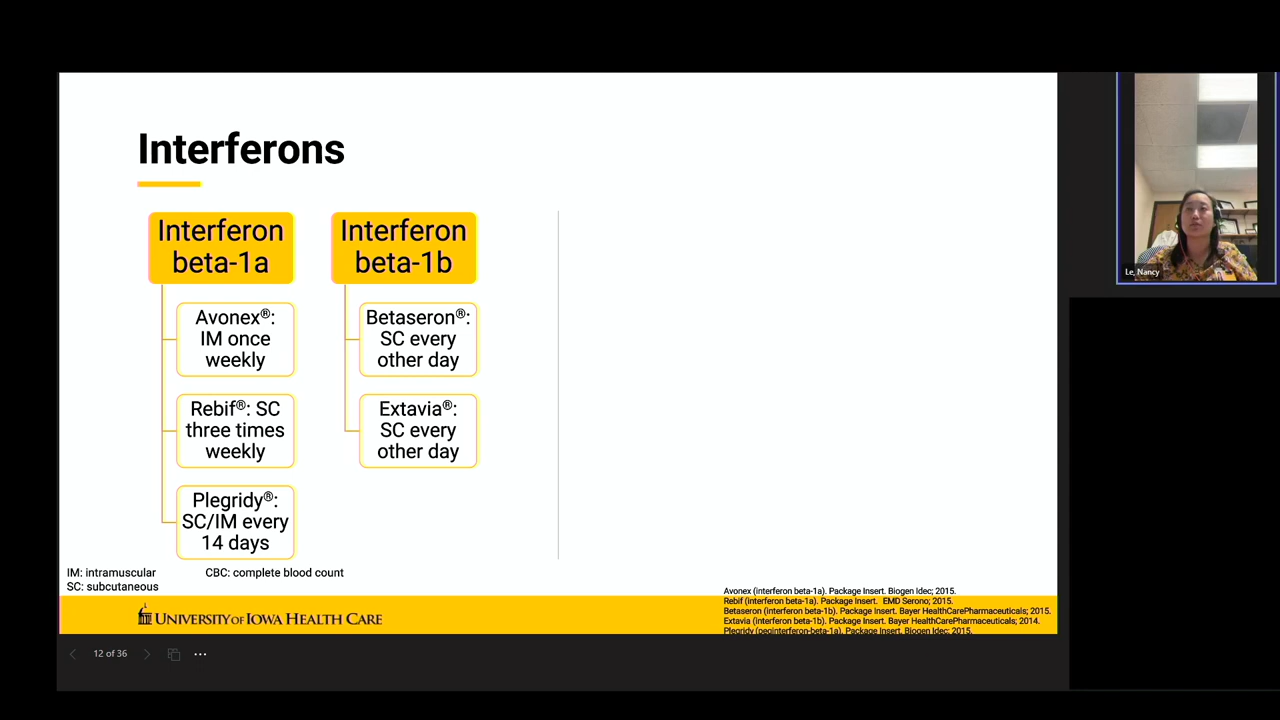 Interferons
Interferon
beta-1a
Avonex®:
IM once
weekly
Rebif®: SC
three times
weekly
Plegridy®:
SC/IM every
14 days
Interferon
beta-1b
Betaseron®:
SC every
other day
Extavia®:
SC every
other day
IM: intramuscular
CBC: complete blood count
SC: subcutaneous
Avonex (interferon beta-1a). Package Insert. Biogen Idec; 2015.
Rebif (interferon beta-1a). Package Insert. EMD Serono; 2015.
Betaseron (interferon beta-1b). Package Insert. Bayer HealthCarePharmaceuticals; 2015.
Extavia (interferon beta-1b). Package Insert. Bayer HealthCarePharmaceuticals; 2014.
Plegridy (peginterferon-beta-1a). Package Insert. Biogen Idec; 2015.
UNIVERSITY OF IOWA HEALTH CARE
12 of 36
Le, Nancy